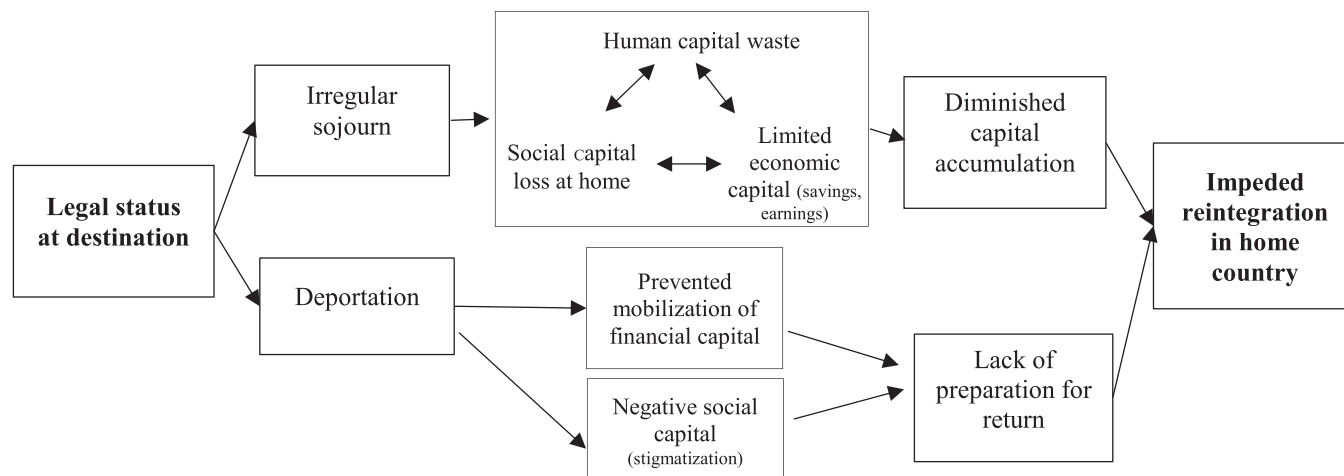 Legal status
at destination
Irregular
sojourn
Deportation
Human capital waste
Social capital
loss at home
Limited
economic
capital (savings,
earnings)
Prevented
mobilization of
financial capital
Negative social
capital
(stigmatization)
Diminished
capital
accumulation
Lack of
preparation for
return
Impeded
reintegration
in home
country